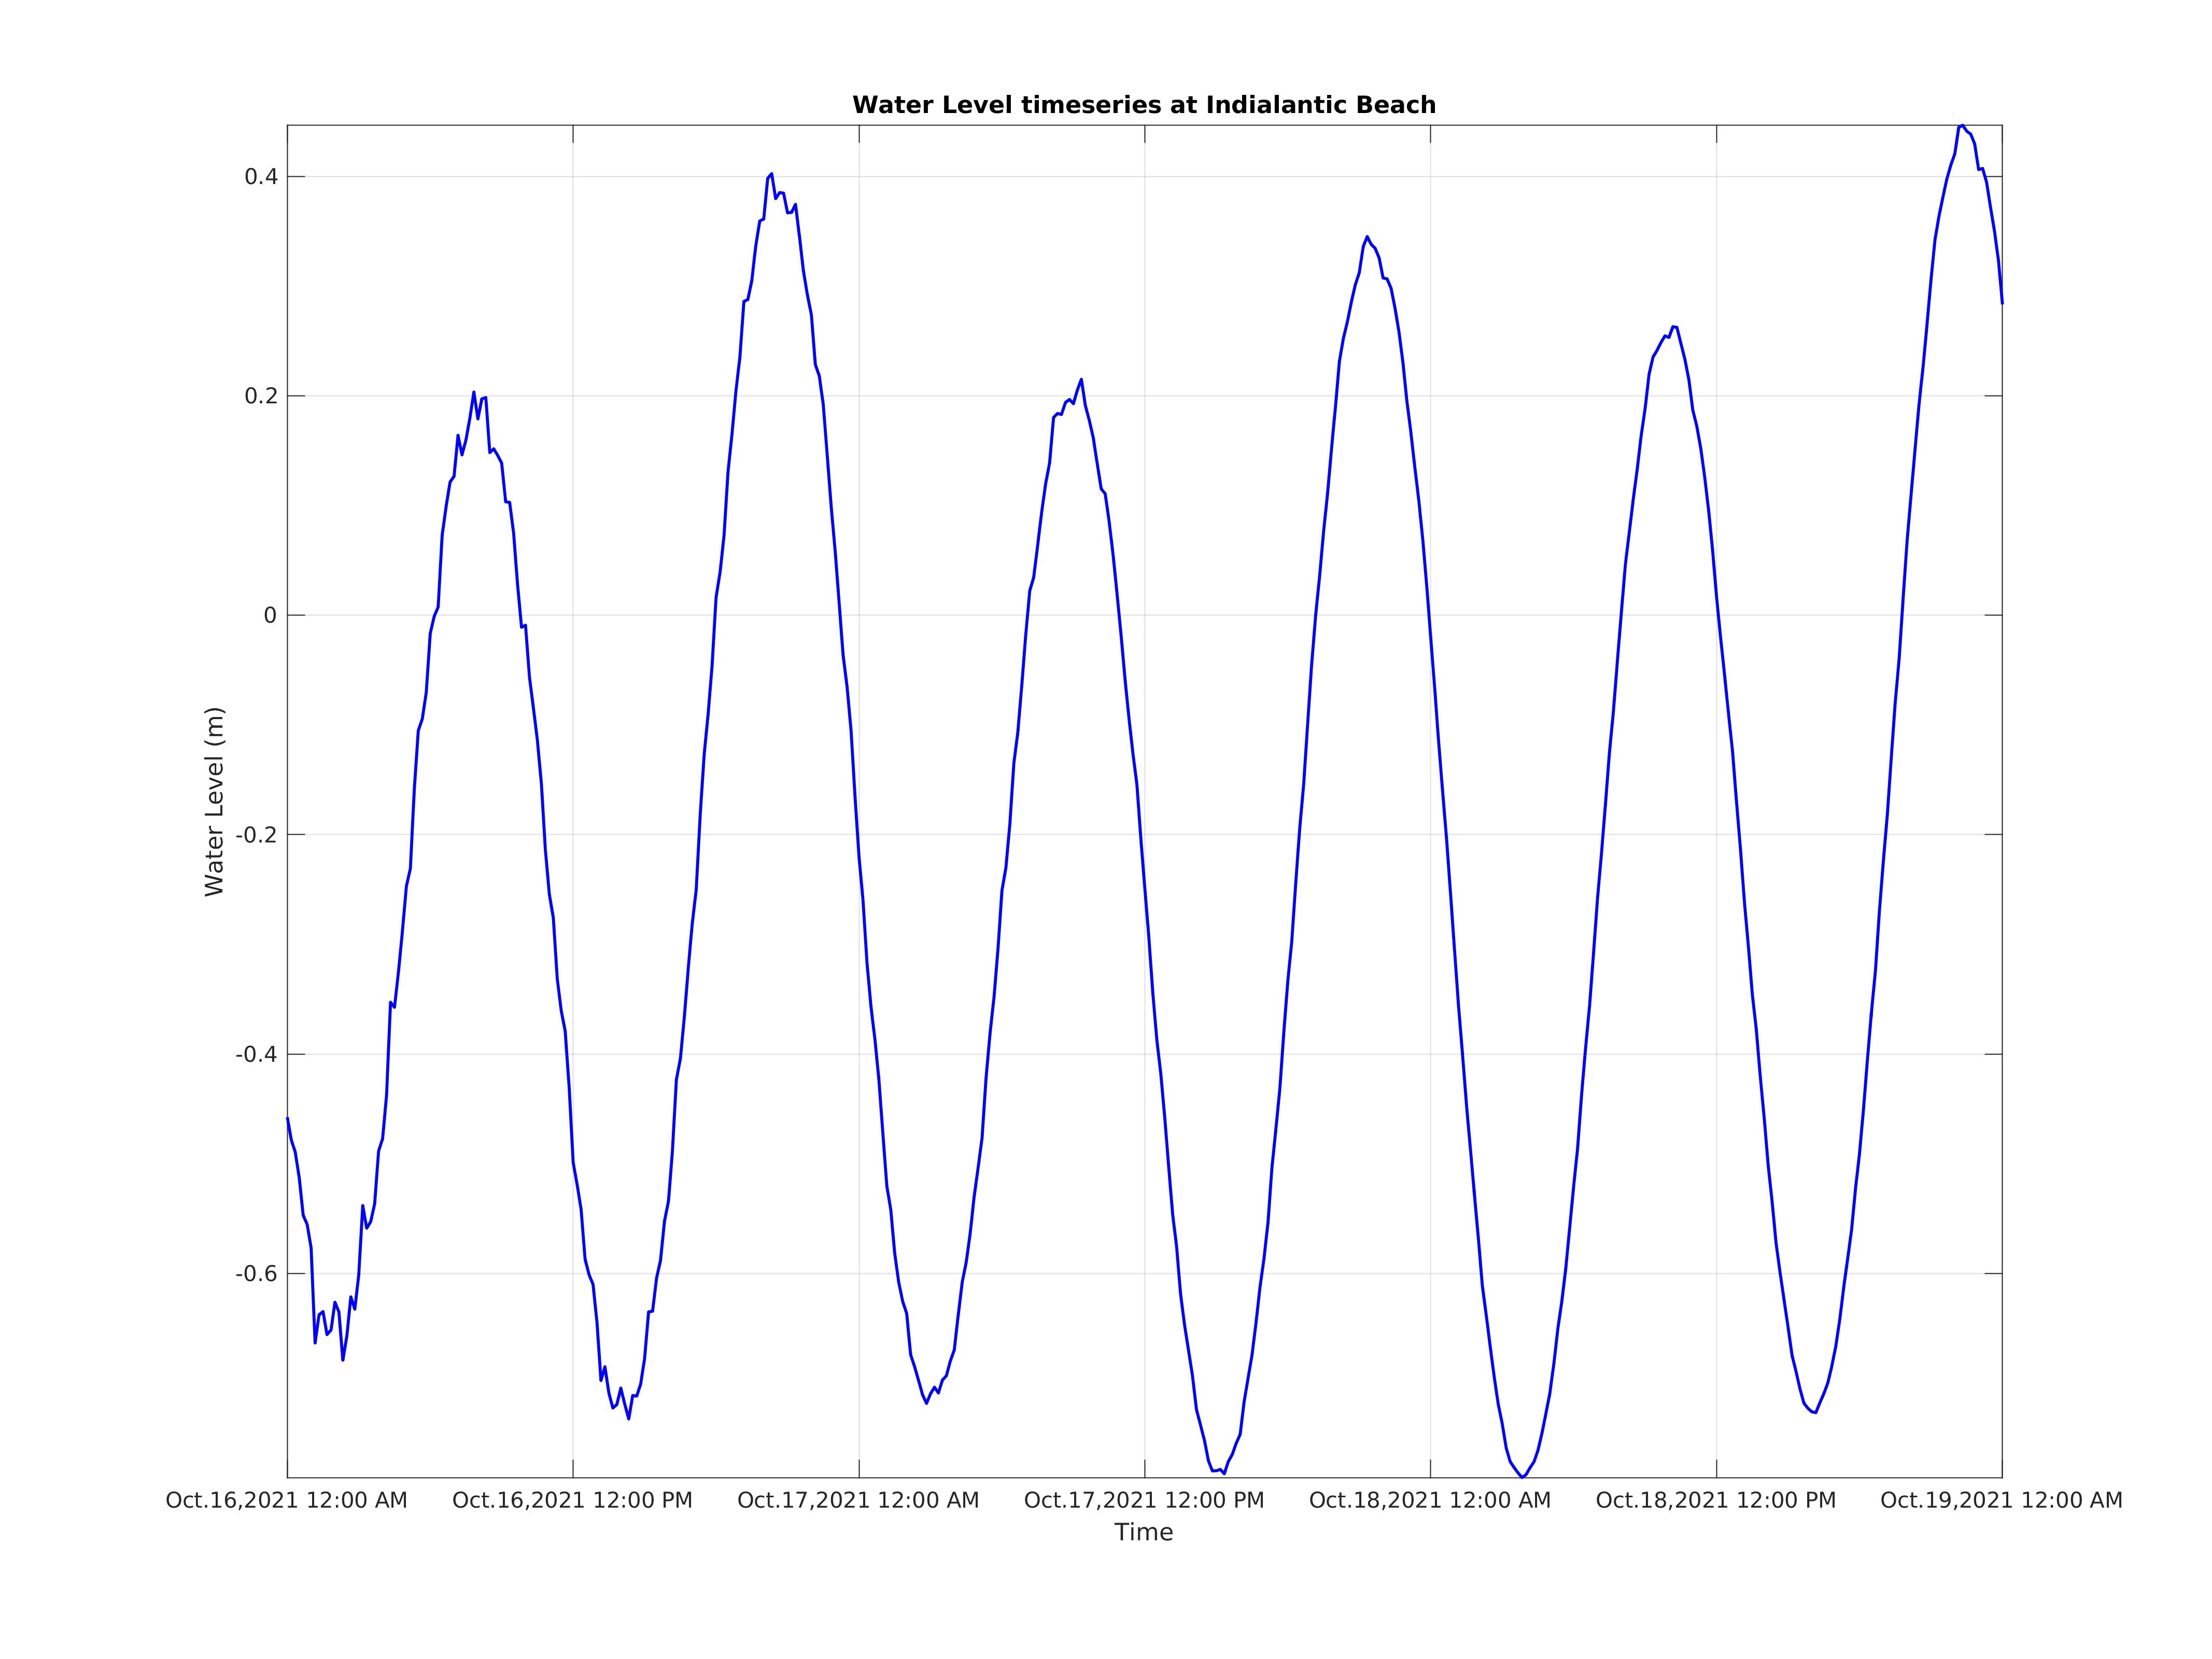 Water Level timeseries at Indialantic Beach
0.4
0.2
0
-0.2
-0.4
-0.6
Water Level (m)
Oct.16,2021 12:00 AM
Oct.16,2021 12:00 PM
Oct.17,2021 12:00 AM
Oct.17,2021 12:00 PM
Oct.18,2021 12:00 AM
Oct.18,2021 12:00 PM
Oct.19,2021 12:00 AM
Time